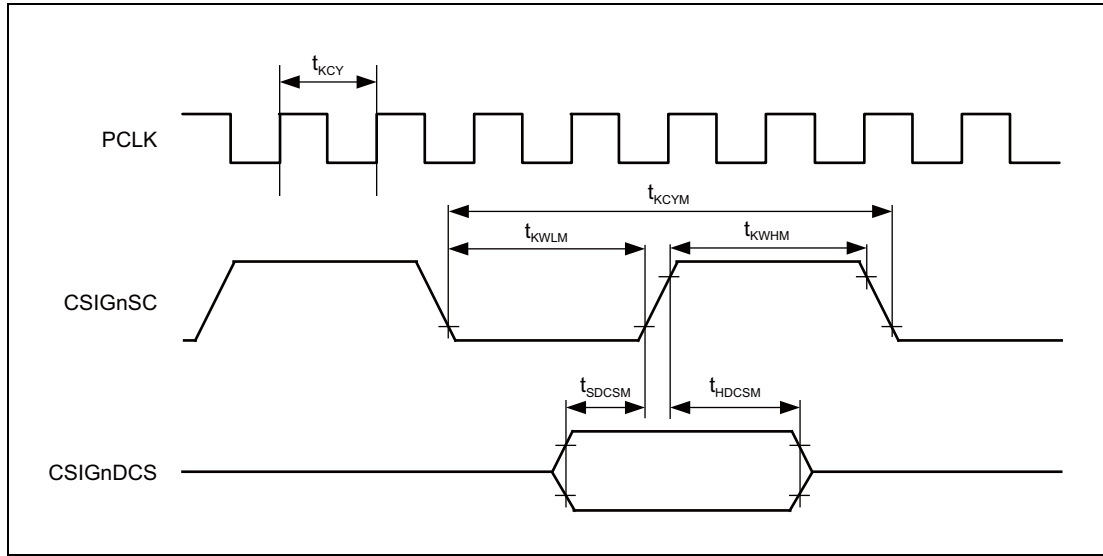 tKCY
PCLK
tKCYM
tKWLM
tKWHM
CSIGnSC
tSDCSM
tHDCSM
CSIGnDCS